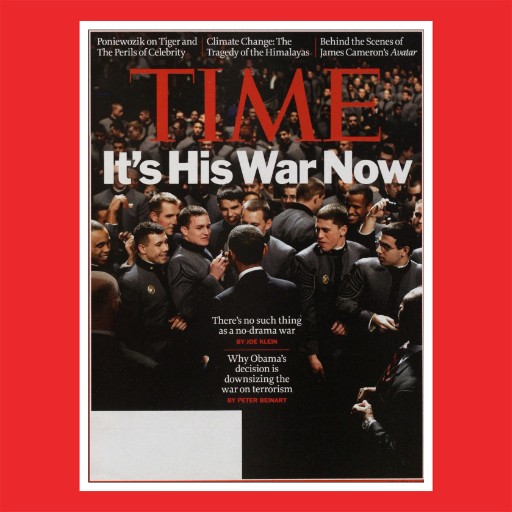 Poniewozik on Tiger and
The Perils of Celebrity
Climate Change: The
Tragedy of the Himalayas
Behind the Scenes of
James Cameron's Avatar
TIME
It's His War Now
There's no such thing
as a no-drama war
BY JOE KLEIN
Why Obama's
decision is
downsizing the
war on terrorism
BY PETER BEINART